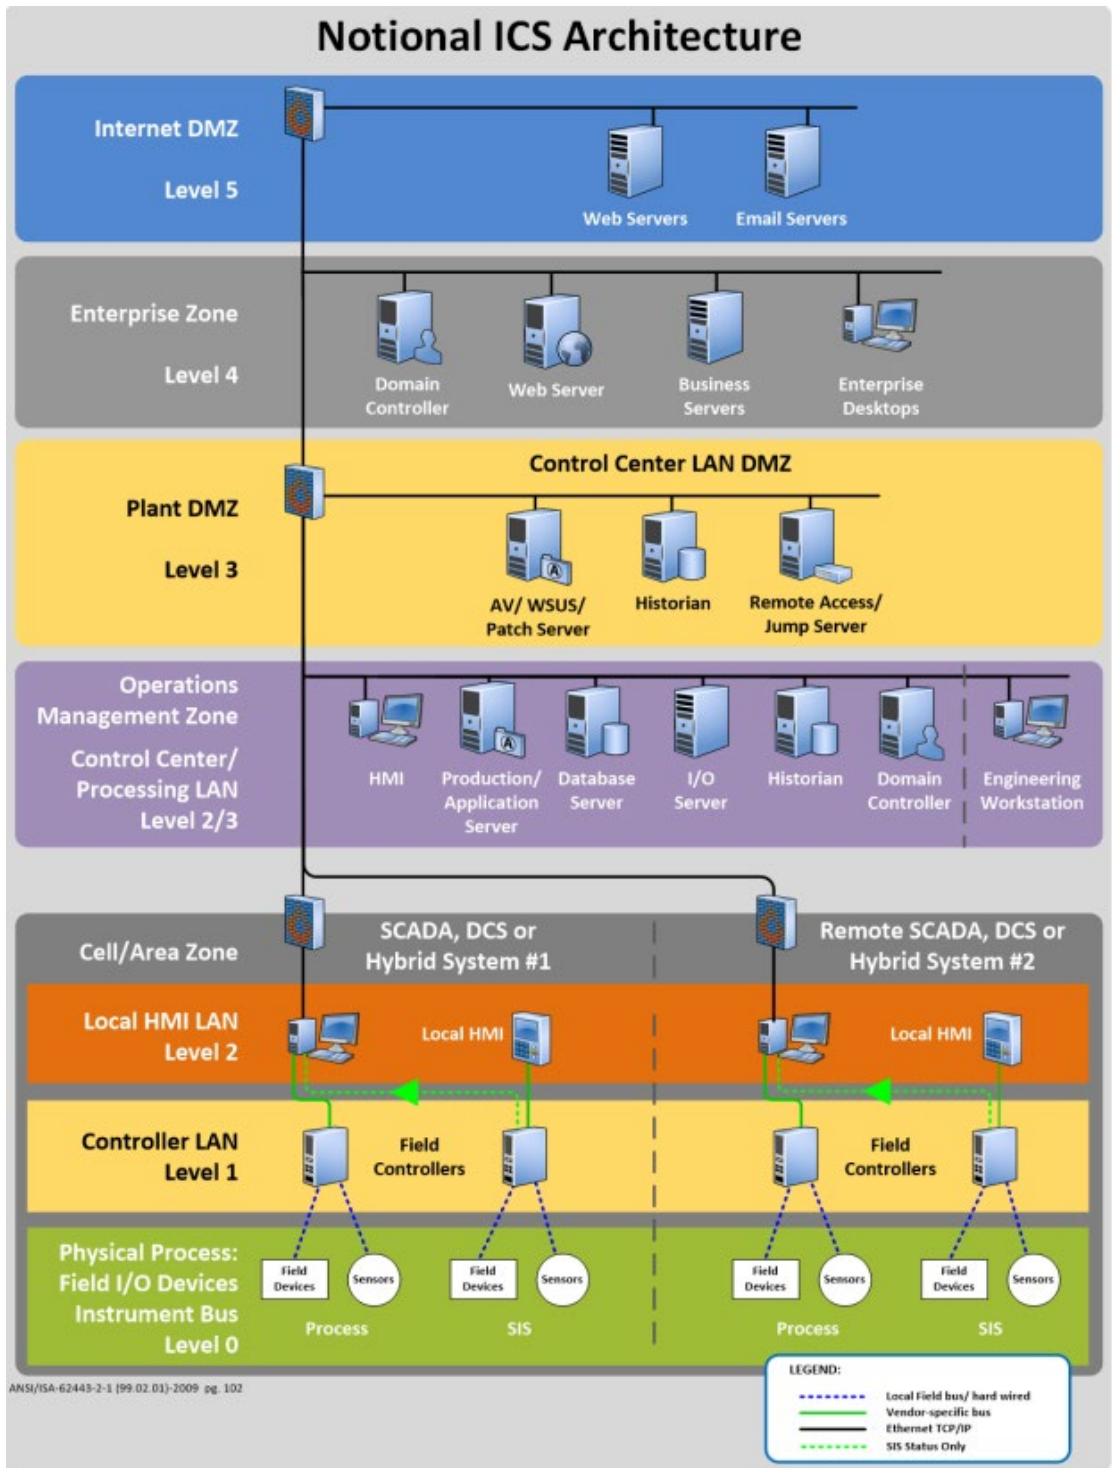 Notional ICS Architecture
Internet DMZ
Level 5
Web Servers
Email Servers
Enterprise Zone
Level 4
Domain
Controller
Web Server
Business
Servers
Enterprise
Desktops
Control Center LAN DMZ
Plant DMZ
Level 3
AV/ WSUS/
Patch Server
Historian
Remote Access/
Jump Server
Operations
Management Zone
Control Center/
Processing LAN
Level 2/3
HMI
Production/
Application
Server
Database
Server
I/O
Server
Historian
Domain
Controller
Engineering
Workstation
Cell/Area Zone
SCADA, DCS or
Hybrid System #1
Remote SCADA, DCS or
Hybrid System #2
Local HMI LAN
Level 2
Local HMI
Local HMI
Controller LAN
Level 1
Field
Controllers
Field
Controllers
Physical Process:
Field I/O Devices
Instrument Bus
Level 0
Field
Devices
Sensors
Process
Field
Devices
Sensors
SIS
Field
Devices
Sensors
Process
Field
Devices
Sensors
SIS
ANSI/ISA-62443-2-1 (99.02.01)-2009 pg. 102
LEGEND:
Local Field bus/ hard wired
Vendor-specific bus
Ethernet TCP/IP
SIS Status Only